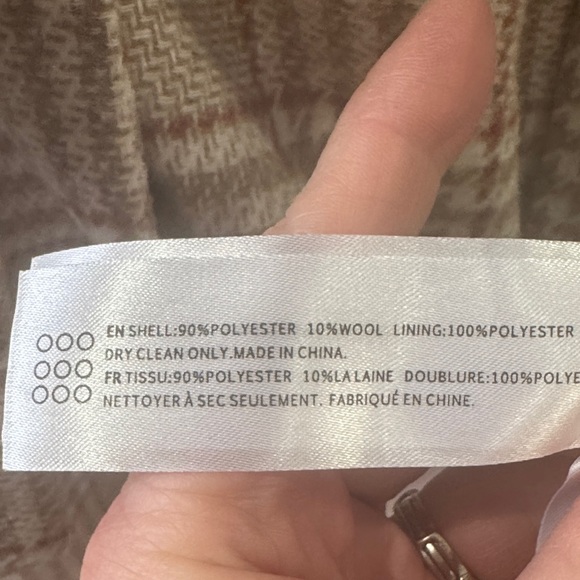 EN SHELL:90%POLYESTER 10%WOOL LINING:100%POLYESTER
DRY CLEAN ONLY.MADE IN CHINA.
FR TISSU:90%POLYESTER 10%LA LAINE DOUBLURE:100%POLYE
NETTOYER À SEC SEULEMENT. FABRIQUÉ EN CHINE.